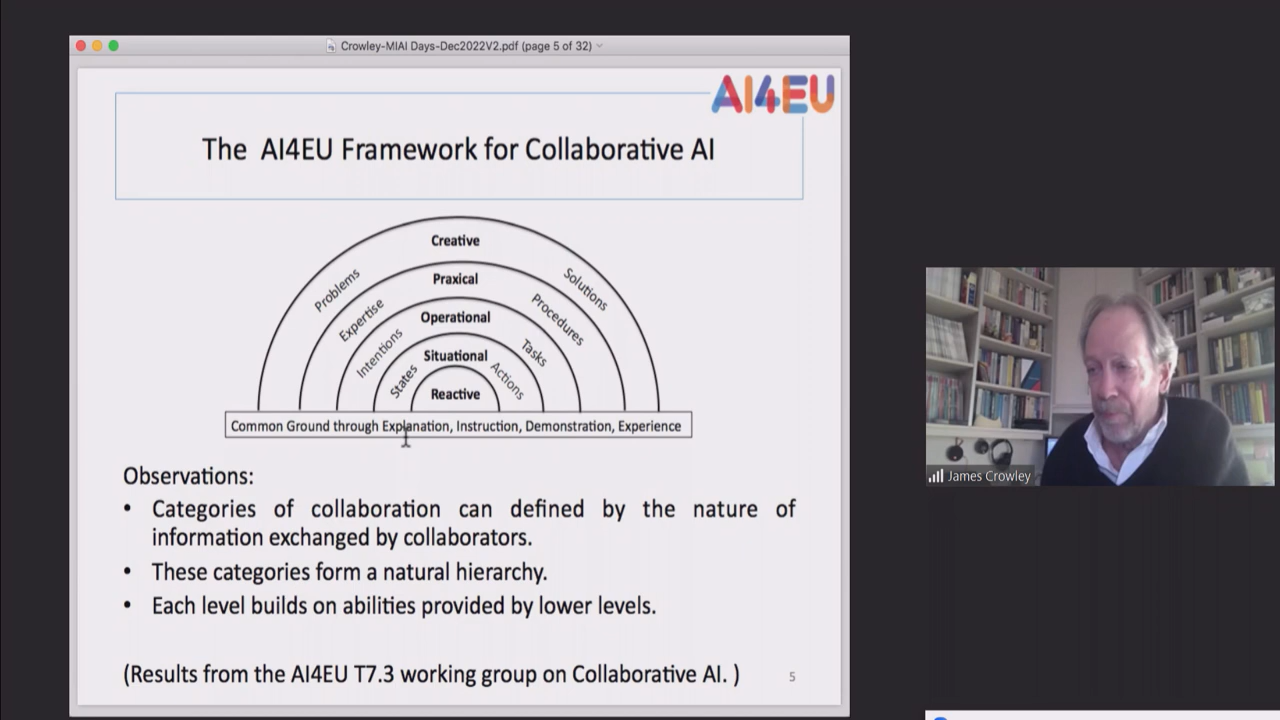 Crowley-MIAI Days-Dec2022V2.pdf (page 5 of 32)
AI4EU
The AI4EU Framework for Collaborative AI
Creative
Problems
Solutions
Praxical
Expertise
Procedures
Operational
Intentions
Tasks
Situational
States
Actions
Reactive
Common Ground through Explanation, Instruction, Demonstration, Experience
Observations:
• Categories of collaboration can defined by the nature of
information exchanged by collaborators.
• These categories form a natural hierarchy.
• Each level builds on abilities provided by lower levels.
(Results from the AI4EU T7.3 working group on Collaborative AI. )
5
James Crowley